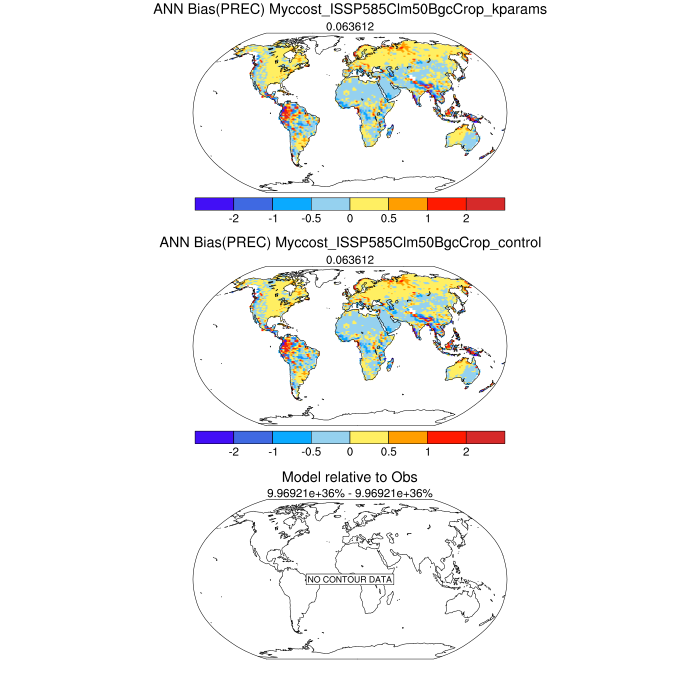 ANN Bias(PREC) Myccost_ISSP585Clm50BgcCrop_kparams
0.063612
-2 -1 -0.5 0 0.5 1 2
ANN Bias(PREC) Myccost_ISSP585Clm50BgcCrop_control
0.063612
-2 -1 -0.5 0 0.5 1 2
Model relative to Obs
9.96921e+36% - 9.96921e+36%
NO CONTOUR DATA